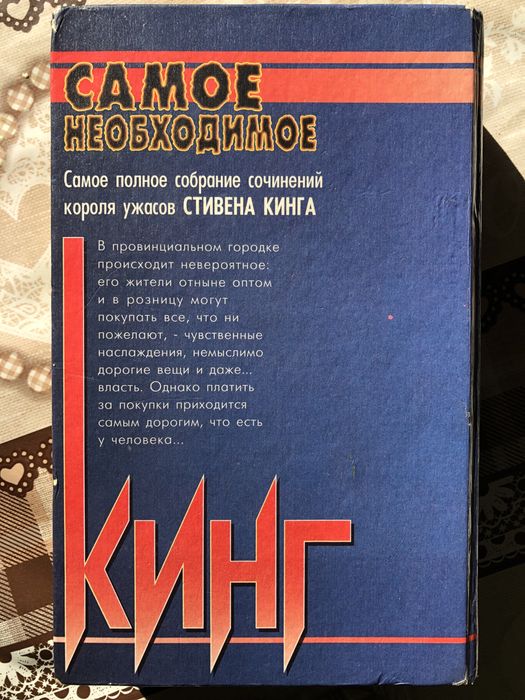 САМОЕ
НЕОБХОДИМОЕ
Самое полное собрание сочинений
короля ужасов СТИВЕНА КИНГА
В провинциальном городке
происходит невероятное:
его жители отныне оптом
и в розницу могут
покупать все, что ни
пожелают, - чувственные
наслаждения, немыслимо
дорогие вещи и даже...
власть. Однако платить
за покупки приходится
самым дорогим, что есть
у человека...
КИНГ